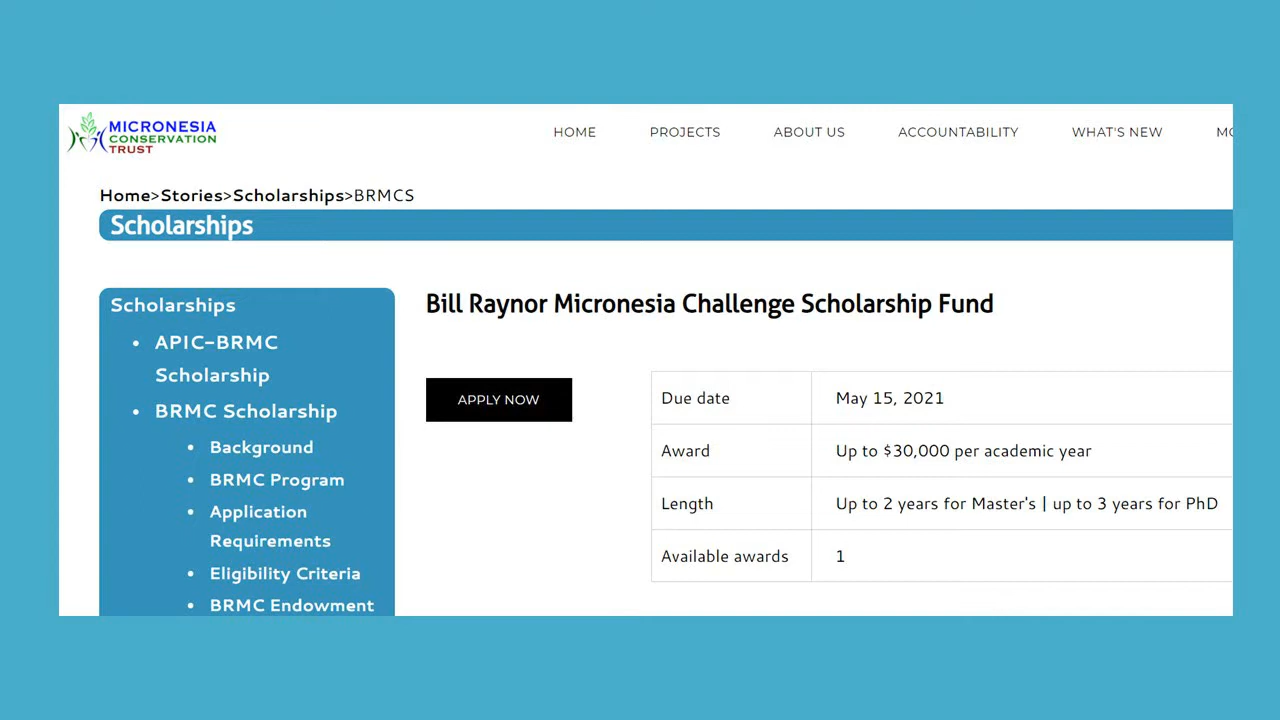 MICRONESIA
CONSERVATION
TRUST
HOME PROJECTS ABOUT US ACCOUNTABILITY WHAT'S NEW
Home>Stories>Scholarships>BRMCS
Scholarships
Scholarships
• APIC-BRMC
Scholarship
• BRMC Scholarship
• Background
• BRMC Program
• Application
Requirements
• Eligibility Criteria
• BRMC Endowment
Bill Raynor Micronesia Challenge Scholarship Fund
APPLY NOW
Due date May 15, 2021
Award Up to $30,000 per academic year
Length Up to 2 years for Master's | up to 3 years for PhD
Available awards 1